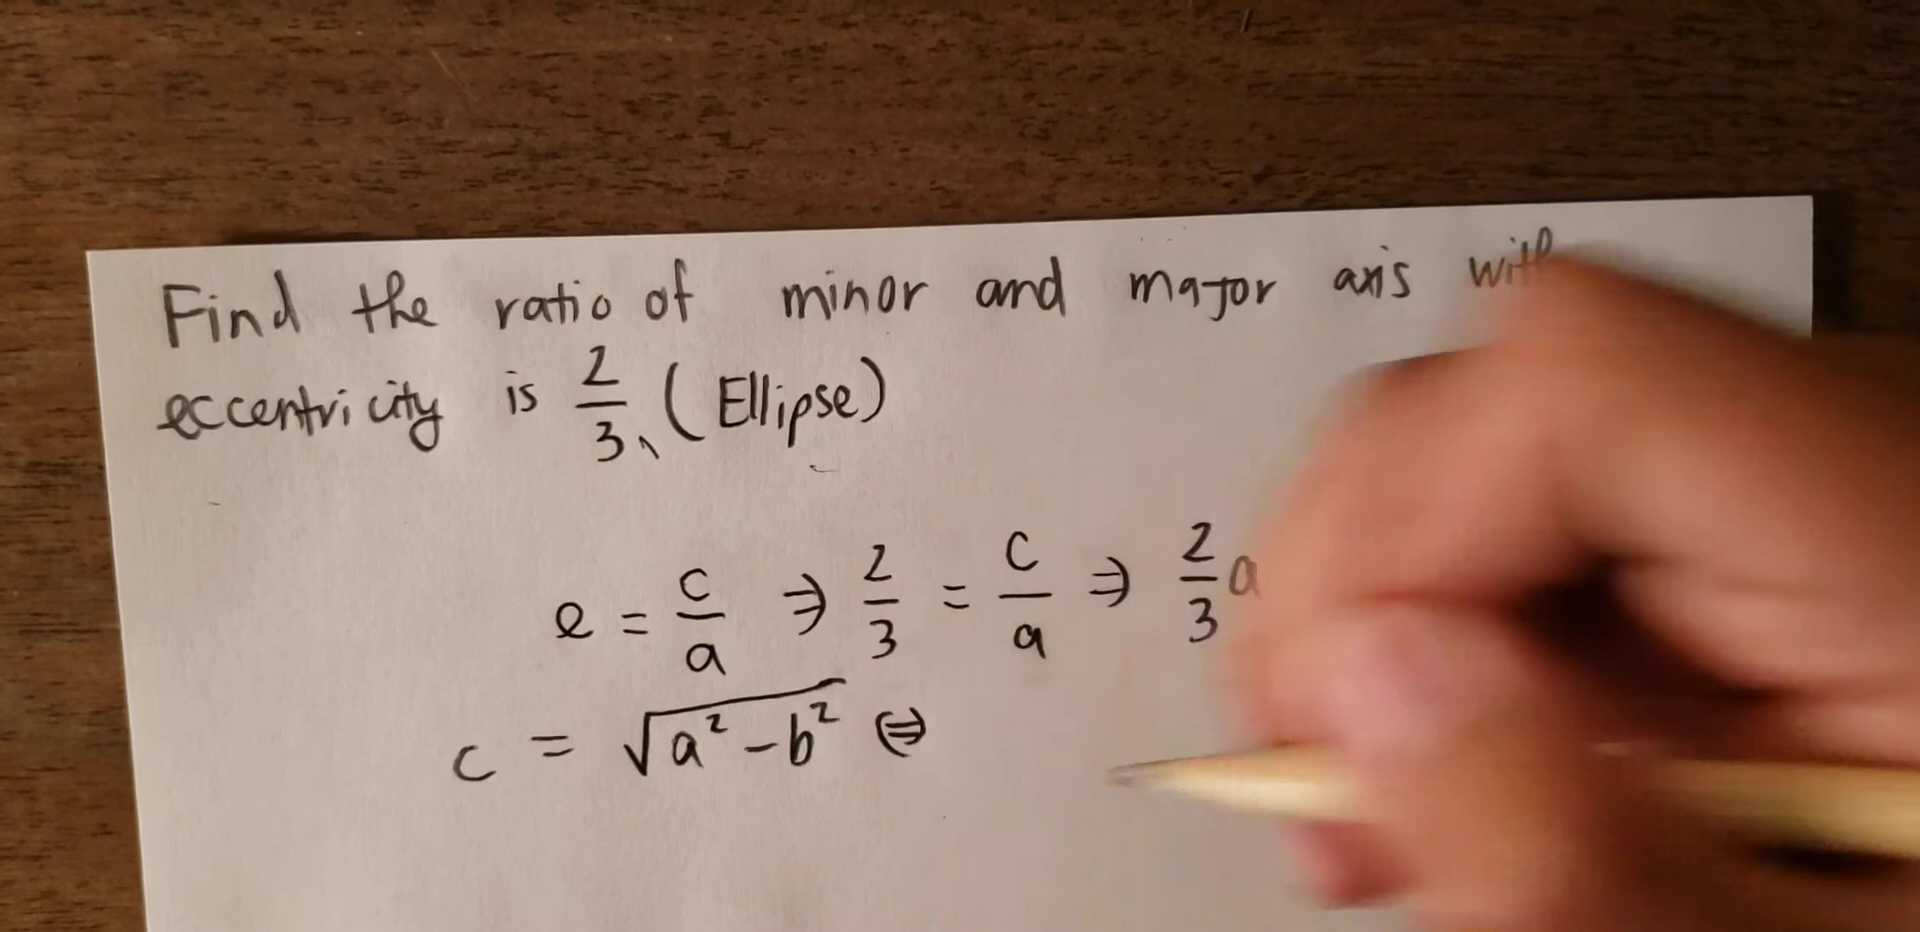 Find the ratio of minor and major axis with
eccentricity is 2/3, (Ellipse)
e = c/a ⇒ 2/3 = c/a ⇒ 2/3 a
c = √(a² - b²) ⇒